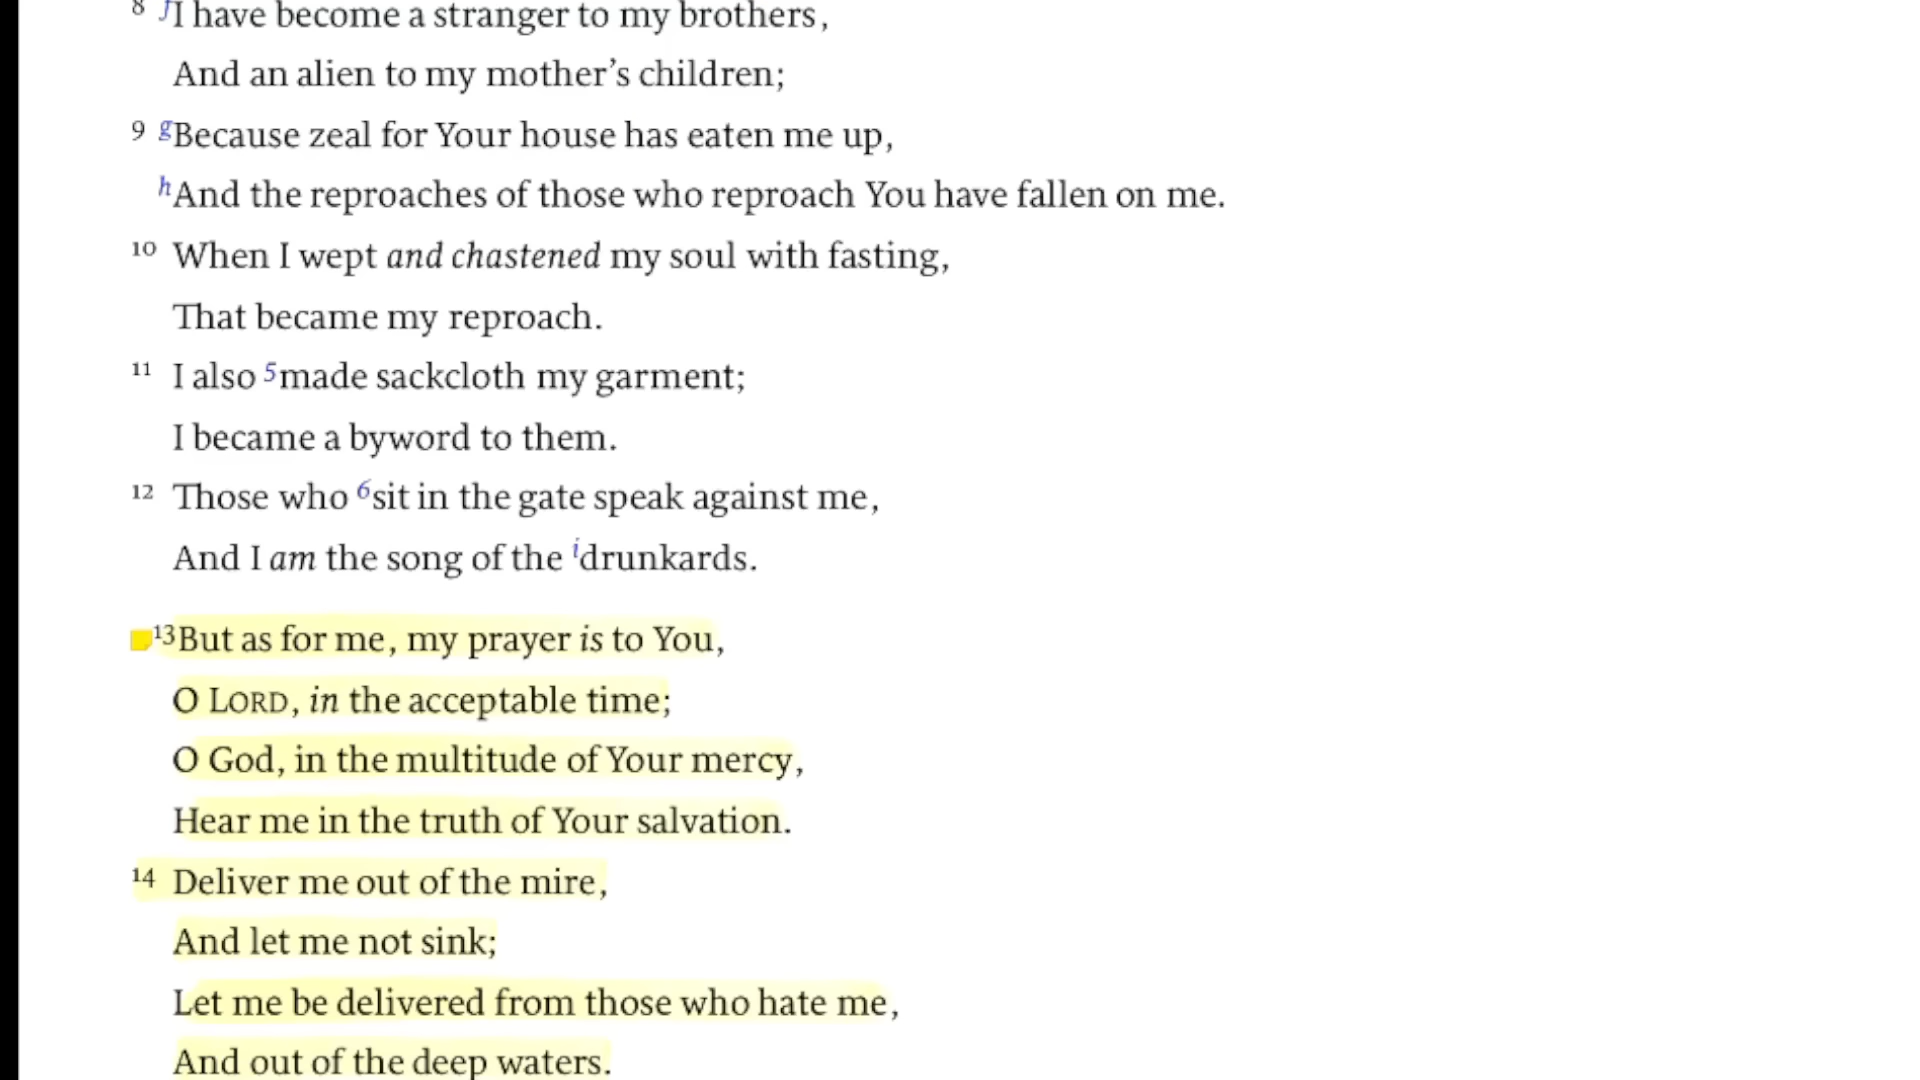 8 fI have become a stranger to my brothers,
And an alien to my mother’s children;
9 gBecause zeal for Your house has eaten me up,
hAnd the reproaches of those who reproach You have fallen on me.
10 When I wept and chastened my soul with fasting,
That became my reproach.
11 I also 5made sackcloth my garment;
I became a byword to them.
12 Those who 6sit in the gate speak against me,
And I am the song of the idrunkards.
13But as for me, my prayer is to You,
O LORD, in the acceptable time;
O God, in the multitude of Your mercy,
Hear me in the truth of Your salvation.
14 Deliver me out of the mire,
And let me not sink;
Let me be delivered from those who hate me,
And out of the deep waters.